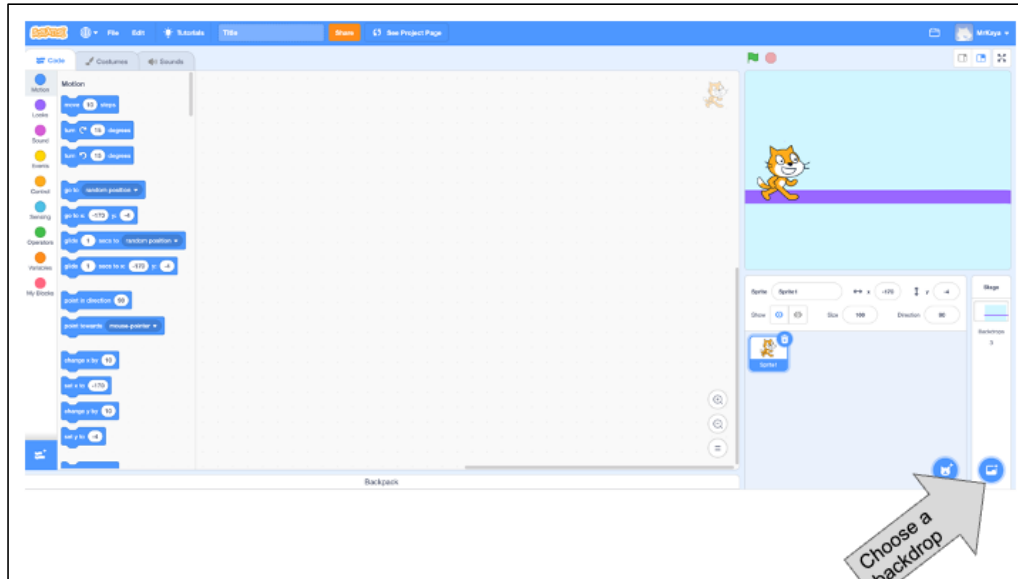 SCRATCH File Edit Tutorials Title Share See Project Page MrKaye
Code Costumes Sounds
Motion
Looks
Sound
Events
Control
Sensing
Operators
Variables
My Blocks
Motion
move 10 steps
turn 15 degrees
turn 15 degrees
go to random position
go to x: -173 y: -4
glide 1 secs to random position
glide 1 secs to x: -173 y: -4
point in direction 90
point towards mouse-pointer
change x by 10
set x to -173
change y by 10
set y to -4
Backpack
Sprite Sprite1 x y -4
Show Size 100 Direction 90
Sprite1
Stage
Backdrops
Choose a
backdrop